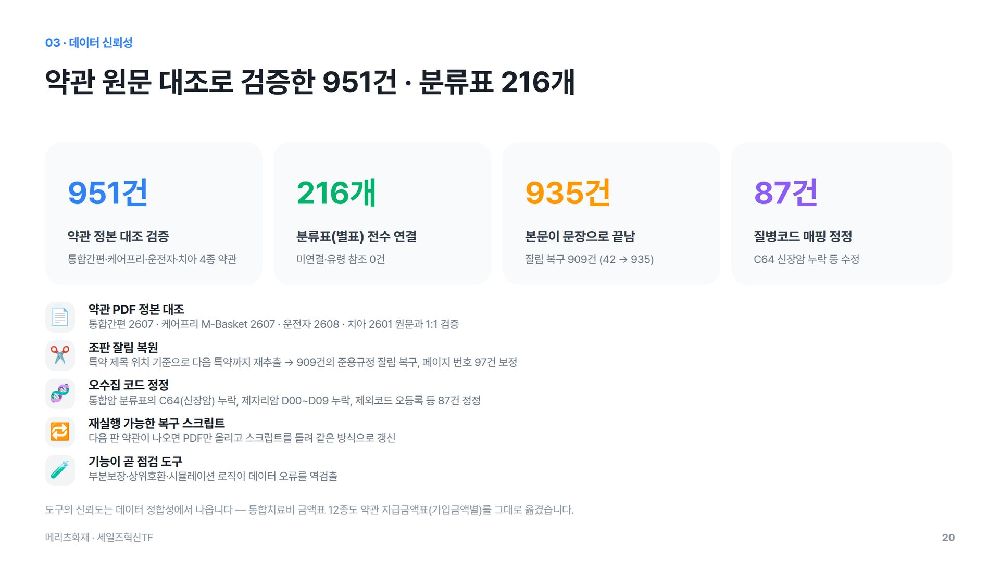 03 · 데이터 신뢰성
약관 원문 대조로 검증한 951건 · 분류표 216개
951건
약관 정본 대조 검증
통합간편·케어프리·운전자·치아 4종 약관
216개
분류표(별표) 전수 연결
미연결·유령 참조 0건
935건
본문이 문장으로 끝남
잘림 복구 909건 (42 → 935)
87건
질병코드 매핑 정정
C64 신장암 누락 등 수정
약관 PDF 정본 대조
통합간편 2607 · 케어프리 M-Basket 2607 · 운전자 2608 · 치아 2601 원문과 1:1 검증
조판 잘림 복원
특약 제목 위치 기준으로 다음 특약까지 재추출 → 909건의 준용규정 잘림 복구, 페이지 번호 97건 보정
오수집 코드 정정
통합암 분류표의 C64(신장암) 누락, 제자리암 D00~D09 누락, 제외코드 오등록 등 87건 정정
재실행 가능한 복구 스크립트
다음 판 약관이 나오면 PDF만 올리고 스크립트를 돌려 같은 방식으로 갱신
기능이 곧 점검 도구
부분보장·상위호환·시뮬레이션 로직이 데이터 오류를 역검출
도구의 신뢰도는 데이터 정합성에서 나옵니다 — 통합치료비 금액표 12종도 약관 지급금액표(가입금액별)를 그대로 옮겼습니다.
메리츠화재 · 세일즈혁신TF
20